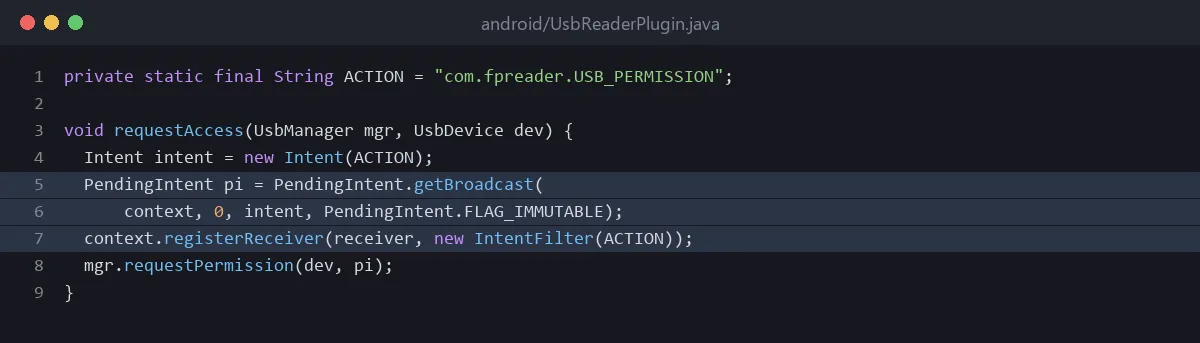 android/UsbReaderPlugin.java
1 private static final String ACTION = "com.fpreader.USB_PERMISSION";
2
3 void requestAccess(UsbManager mgr, UsbDevice dev) {
4   Intent intent = new Intent(ACTION);
5   PendingIntent pi = PendingIntent.getBroadcast(
6       context, 0, intent, PendingIntent.FLAG_IMMUTABLE);
7   context.registerReceiver(receiver, new IntentFilter(ACTION));
8   mgr.requestPermission(dev, pi);
9 }